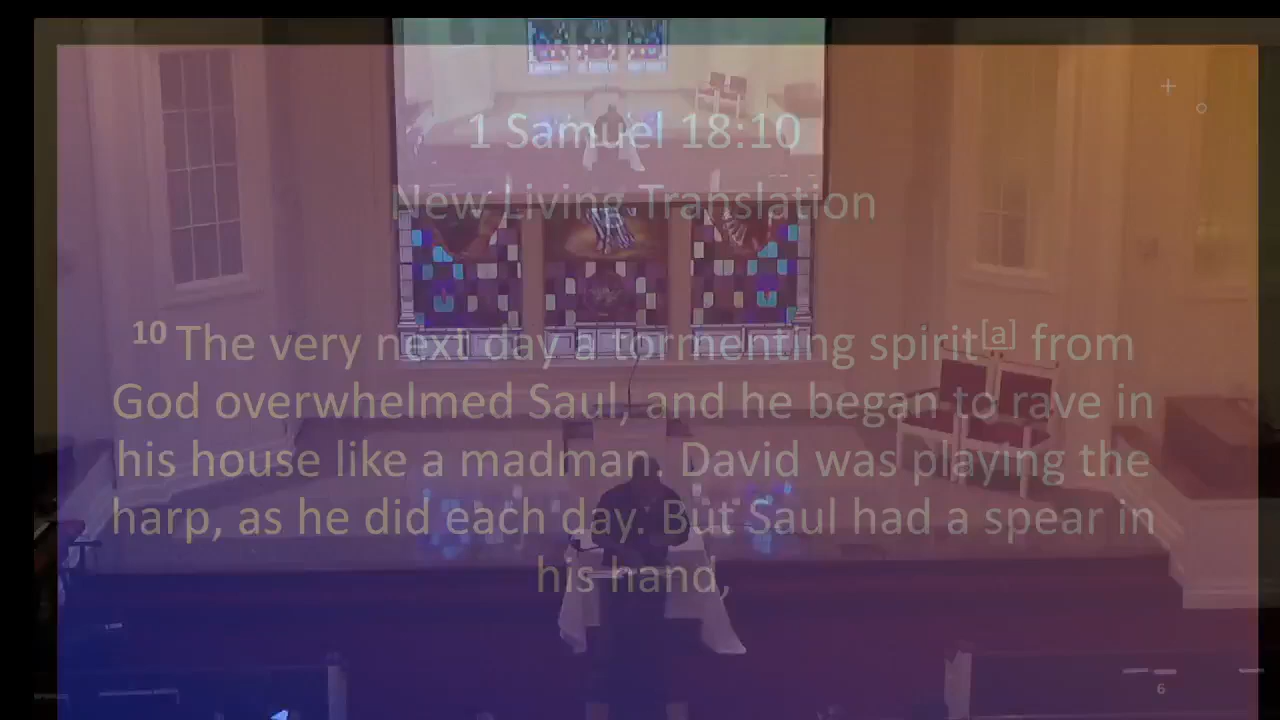 1 Samuel 18:10
New Living Translation
10 The very next day a tormenting spirit[a] from
God overwhelmed Saul, and he began to rave in
his house like a madman. David was playing the
harp, as he did each day. But Saul had a spear in
his hand,
6